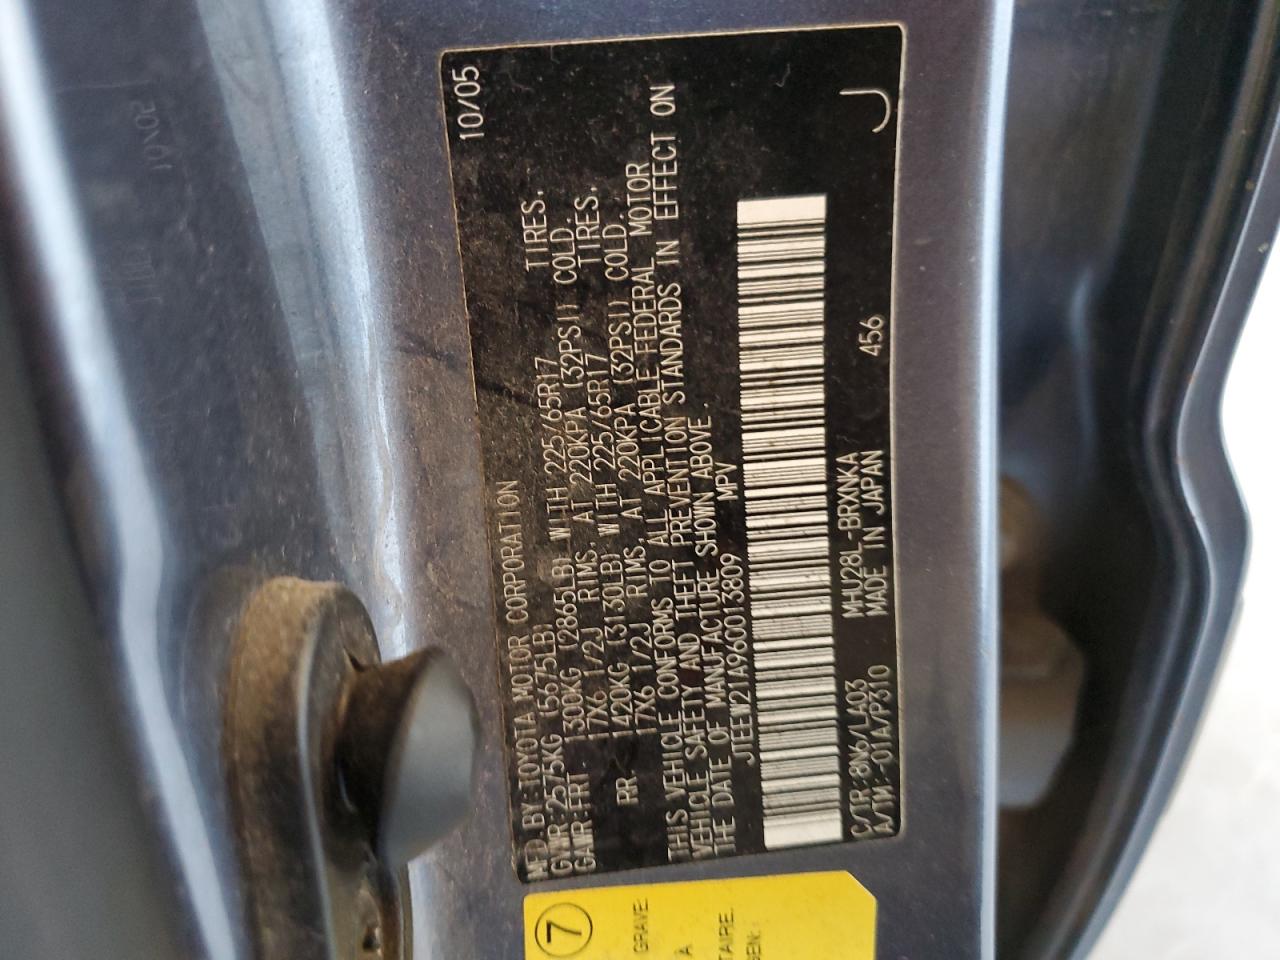 MFD. BY: TOYOTA MOTOR CORPORATION 10/05
GVWR: 2575KG (5675LB)
GAWR: FRT 1300KG (2865LB) WITH 225/65R17 TIRES.
17X6 1/2J RIMS, AT 220KPA (32PSI) COLD.
RR 1420KG (3130LB) WITH 225/65R17 TIRES.
17X6 1/2J RIMS, AT 220KPA (32PSI) COLD.
THIS VEHICLE CONFORMS TO ALL APPLICABLE FEDERAL MOTOR
VEHICLE SAFETY AND THEFT PREVENTION STANDARDS IN EFFECT ON
THE DATE OF MANUFACTURE SHOWN ABOVE.
JTEEW21A960013809 MPV
C/TR: 8N6/LA03 MHU28L-BRXNKA
A/TM: -01A/P310 MADE IN JAPAN 456 J
7
GRAVE
A
TAIRE.